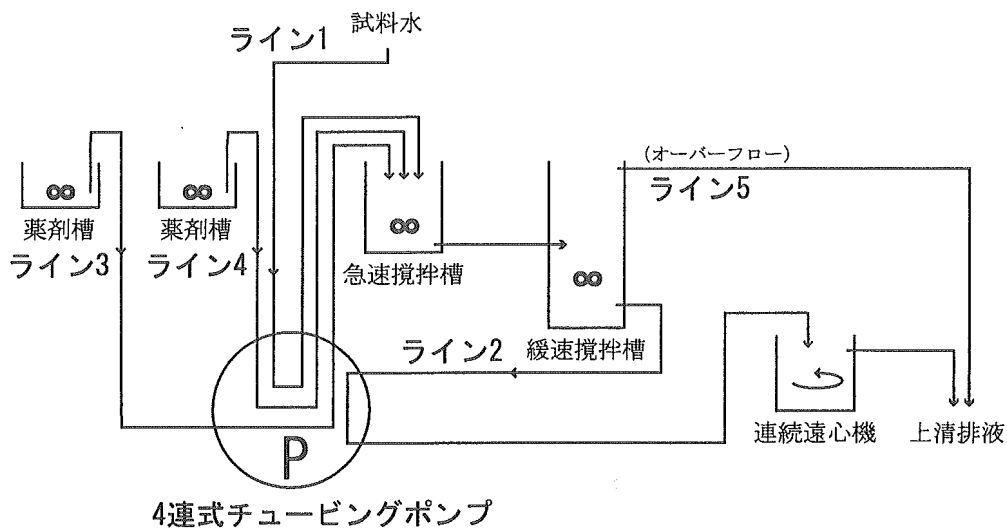 試料水
ライン1
(オーバーフロー)
ライン5
薬剤槽
ライン3
薬剤槽
ライン4
急速撹拌槽
緩速撹拌槽
ライン2
連続遠心機
上清排液
P
4連式チュービングポンプ